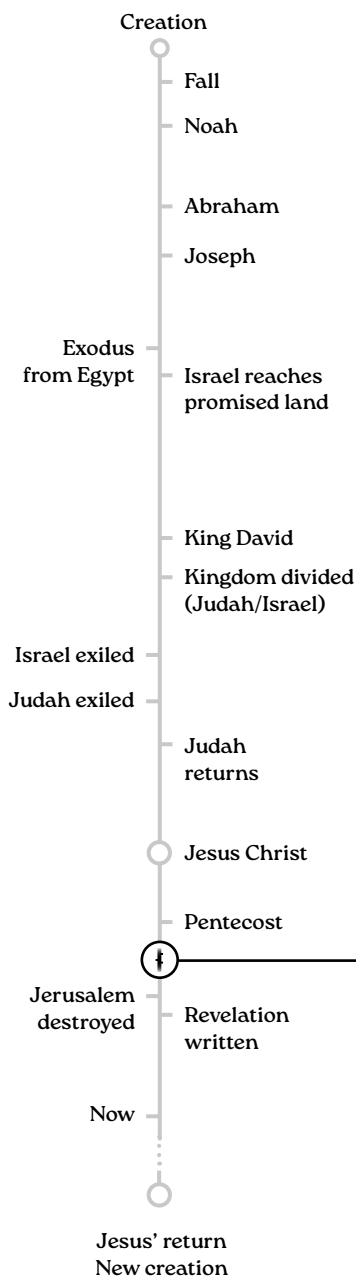 Creation
Fall
Noah
Abraham
Joseph
Exodus
from Egypt
Israel reaches
promised land
King David
Kingdom divided
(Judah/Israel)
Israel exiled
Judah exiled
Judah
returns
Jesus Christ
Pentecost
Jerusalem
destroyed
Revelation
written
Now
Jesus’ return
New creation